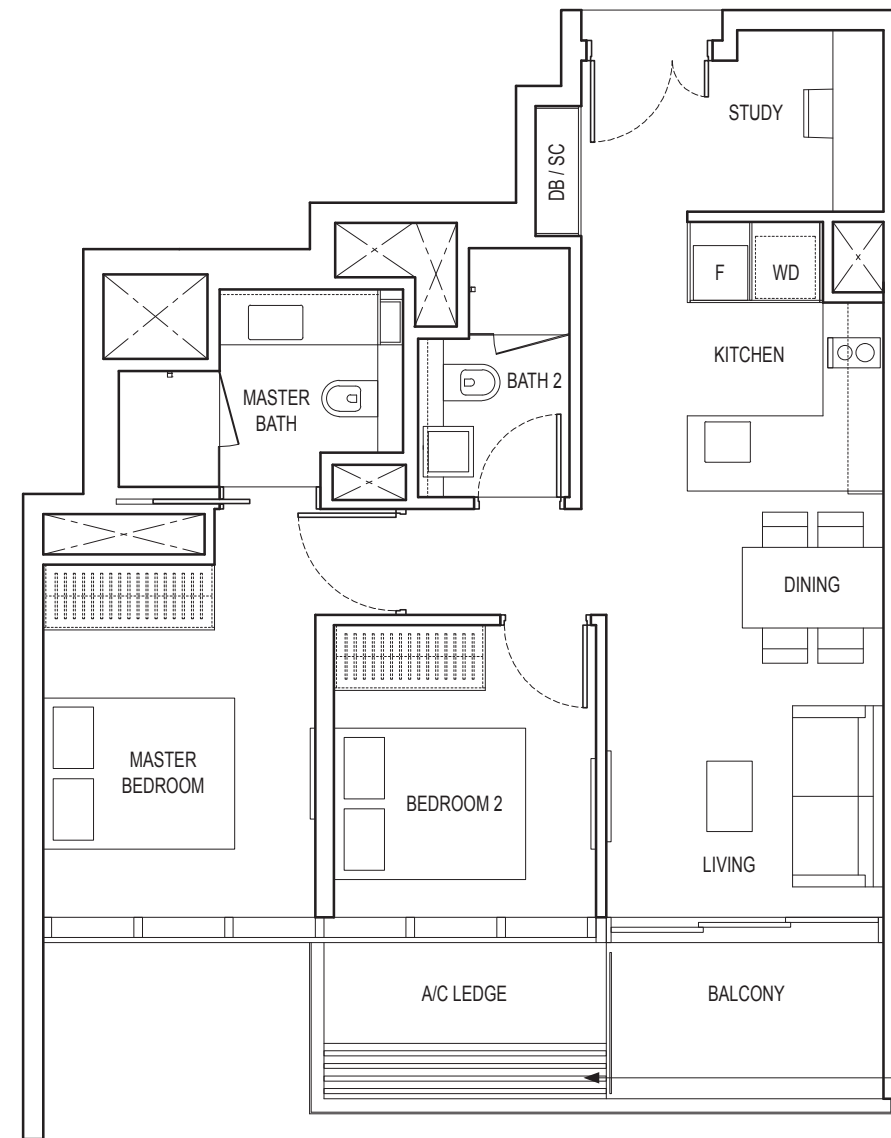 STUDY
DB / SC
F
WD
KITCHEN
MASTER
BATH
BATH 2
DINING
MASTER
BEDROOM
BEDROOM 2
LIVING
A/C LEDGE
BALCONY